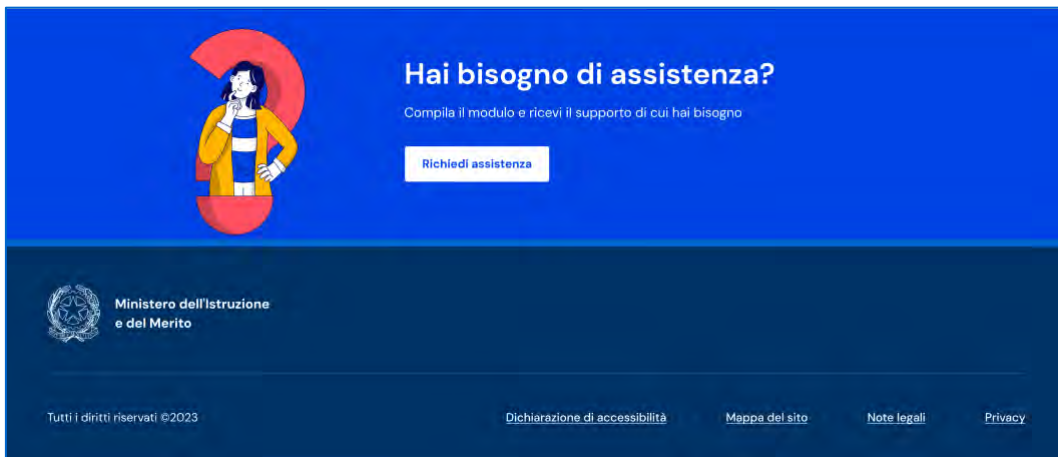 Hai bisogno di assistenza?
Compila il modulo e ricevi il supporto di cui hai bisogno
Richiedi assistenza
Ministero dell'Istruzione
e del Merito
Tutti i diritti riservati ©2023 Dichiarazione di accessibilità Mappa del sito Note legali Privacy